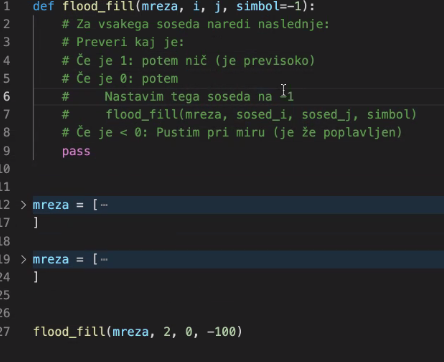 1 def flood_fill(mreza, i, j, simbol=-1):
2 # Za vsakega soseda naredi naslednje:
3 # Preveri kaj je:
4 # Če je 1: potem nič (je previsoko)
5 # Če je 0: potem
6 # Nastavim tega soseda na -1
7 # flood_fill(mreza, sosed_i, sosed_j, simbol)
8 # Če je < 0: Pustim pri miru (je že poplavljen)
9 pass
10
11
12 > mreza = [⋯
17 ]
18
19 > mreza = [⋯
24 ]
25
26
27 flood_fill(mreza, 2, 0, -100)